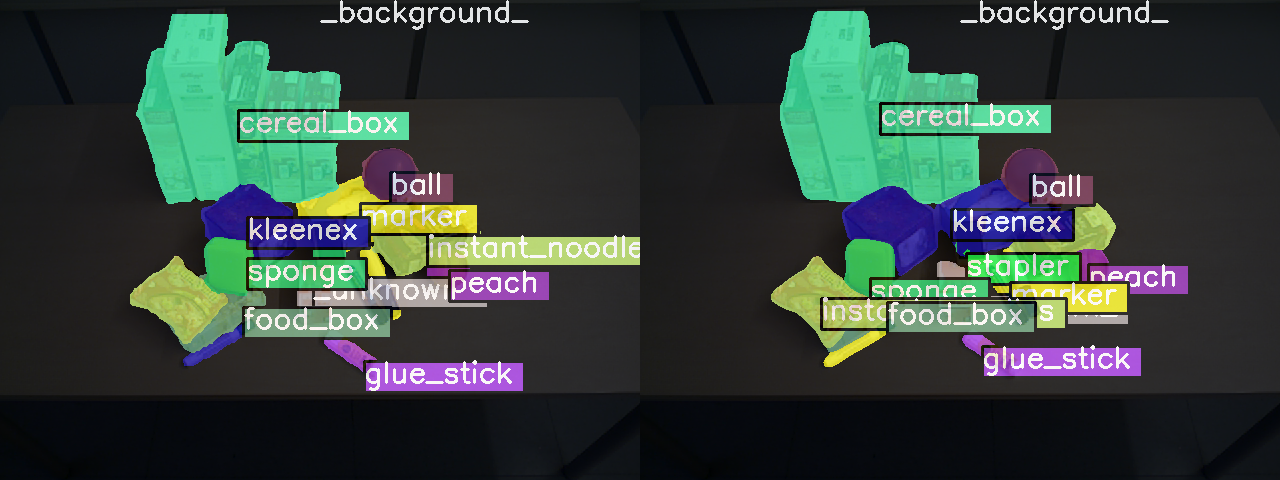 _background_
cereal_box
ball
marker
kleenex
instant_noodle
sponge
peach
_unknown
food_box
glue_stick
_background_
cereal_box
ball
kleenex
stapler
peach
sponge
marker
food_box
s
glue_stick